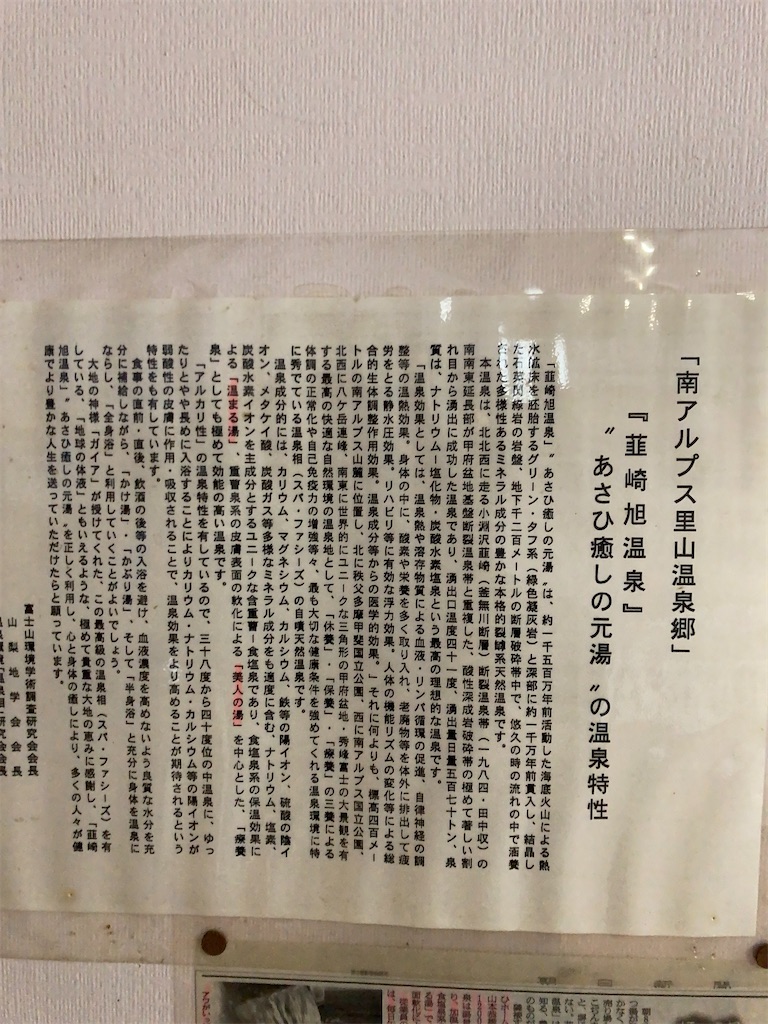 「南アルプス里山温泉郷」
『韮崎旭温泉』
〝あさひ癒しの元湯〟の温泉特性
「韮崎旭温泉」〝あさひ癒しの元湯〟は、約一千五百万年前活動した海底火山による熱
水鉱床を胚胎するグリーン・タフ系（緑色凝灰岩）と深部に約一千万年前貫入し、結晶し
た石英閃緑岩の岩盤、地下千二百メートルの断層破砕帯中で、悠久の時の流れの中で涵養
された多様性あるミネラル成分の豊かな本格的裂罅系天然温泉です。
本温泉は、北北西に走る小淵沢韮崎（釜無川断層）断裂温泉帯（一九八四・田中収）の
南南東延長部が甲府盆地基盤断裂温泉帯と重複した、酸性深成岩破砕帯の極めて著しい割
れ目から湧出に成功した温泉であり、湧出口温度四十一度、湧出量日量五百七十トン、泉
質は、ナトリウム−塩化物・炭酸水素塩泉という最高の理想的な温泉です。
「温泉効果としては、温泉熱や溶存物質による血液・リンパ循環の促進、自律神経の調
整等の温熱効果。身体の中に、酸素や栄養を多く取り入れ、老廃物等を体外に排出して疲
労をとる静水圧効果。リハビリ等に有効な浮力効果。人体の機能リズムの変化等による総
合的生体調整作用効果。温泉成分等からの医学的効果。」それに何よりも、標高四百メー
トルの南アルプス山麓に位置し、北に秩父多摩甲斐国立公園、西に南アルプス国立公園、
北西に八ケ岳連峰、南東に世界的にユニークな三角形の甲府盆地・秀峰富士の大景観を有
する最高の快適な自然環境の温泉地として、「休養」・「保養」・「療養」の三養による
体調の正常化や自己免疫力の増強等々、最も大切な健康条件を強めてくれる温泉環境に特
に秀でている温泉相（スパ・ファシーズ）の自噴天然温泉です。
温泉成分的には、カリウム、マグネシウム、カルシウム、鉄等の陽イオン、硫酸の陰イ
オン、メタケイ酸、炭酸ガス等多様なミネラル成分をも適度に含む、ナトリウム、塩素、
炭酸水素イオンを主成分とするユニークな含重曹−食塩泉であり、食塩泉系の保温効果に
よる「温まる湯」、重曹泉系の皮膚表面の軟化による「美人の湯」を中心とした、「療養
泉」としても極めて効能の高い温泉です。
「アルカリ性」の温泉特性を有しているので、三十八度から四十度位の中温泉に、ゆっ
たりとやや長めに入浴することによりカリウム・ナトリウム・カルシウム等の陽イオンが
弱酸性の皮膚に作用・吸収されることで、温泉効果をより高めることが期待されるという
特性をも有しています。
食事の直前・直後、飲酒の後等の入浴を避け、血液濃度を高めないよう良質な水分を充
分に補給しながら、「かけ湯」・「かぶり湯」、そして「半身浴」と充分に身体を温泉に
ならし、「全身浴」と利用していくことがよいでしょう。
大地の神様「ガイア」が授けてくれた、この最高級の温泉相（スパ・ファシーズ）を有
している、「地球の体液」ともいえるような、極めて貴重な大地の恵みに感謝し、「韮崎
旭温泉」〝あさひ癒しの元湯〟を正しく利用し、心と身体の癒しにより、多くの人々が健
康でより豊かな人生を送っていただけたらと願っています。
富士山環境学術調査研究会会長
山梨地学会会長